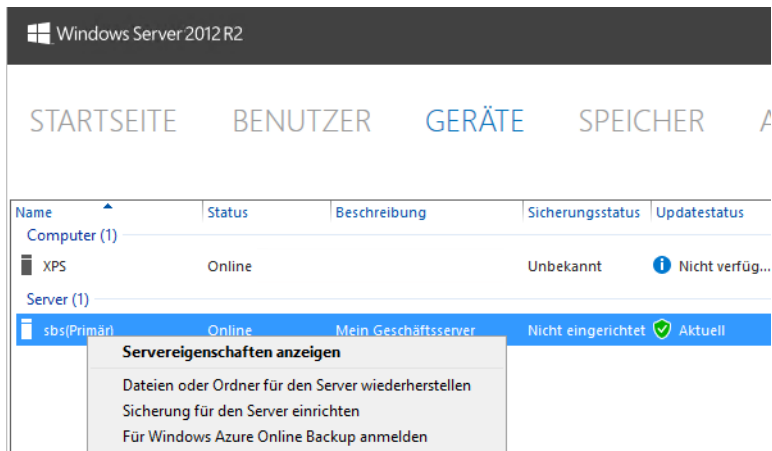 Windows Server 2012 R2
STARTSEITE BENUTZER GERÄTE SPEICHER A
Name Status Beschreibung Sicherungsstatus Updatestatus
Computer (1)
XPS Online Unbekannt Nicht verfüg...
Server (1)
sbs(Primär) Online Mein Geschäftsserver Nicht eingerichtet Aktuell
Servereigenschaften anzeigen
Dateien oder Ordner für den Server wiederherstellen
Sicherung für den Server einrichten
Für Windows Azure Online Backup anmelden